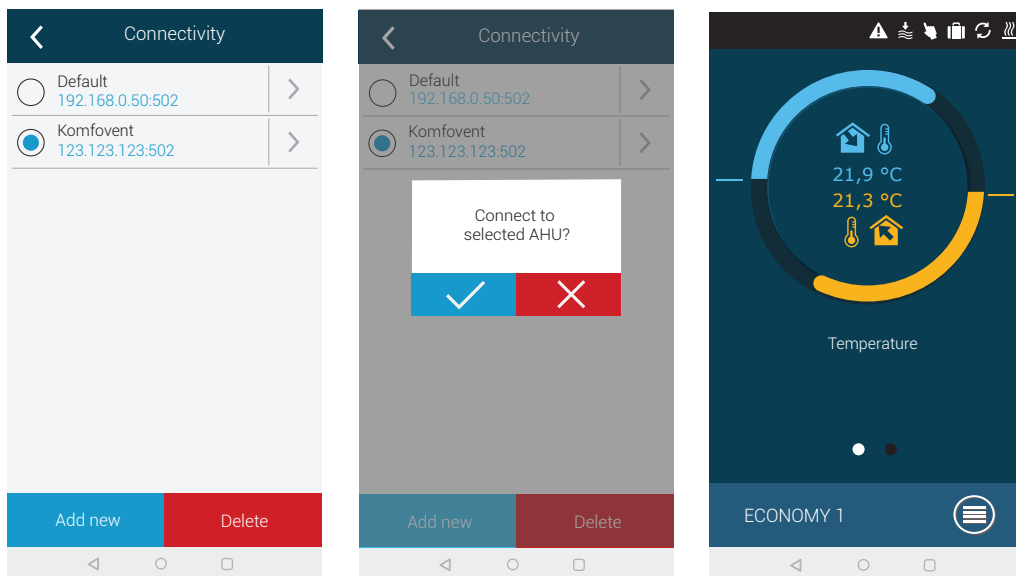 Connectivity
Default
192.168.0.50:502
Komfovent
123.123.123:502
Add new
Delete
Connectivity
Default
192.168.0.50:502
Komfovent
123.123.123:502
Connect to
selected AHU?
Add new
Delete
21,9 °C
21,3 °C
Temperature
ECONOMY 1